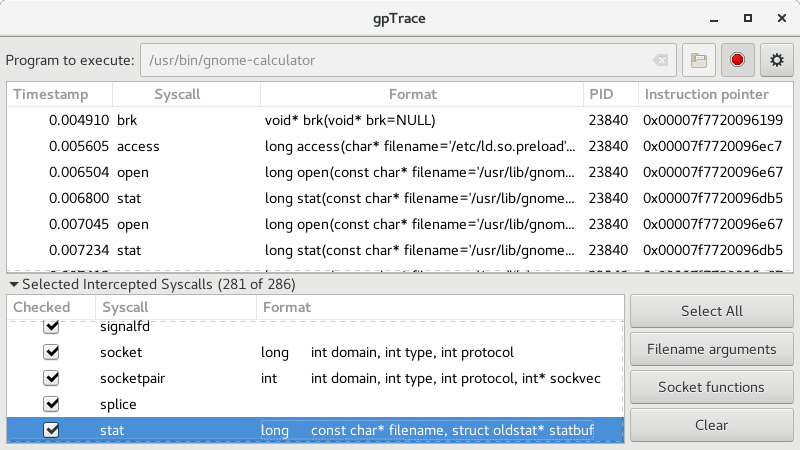 gpTrace
Program to execute: /usr/bin/gnome-calculator
Timestamp Syscall Format PID Instruction pointer
0.004910 brk void* brk(void* brk=NULL) 23840 0x00007f7720096199
0.005605 access long access(char* filename='/etc/ld.so.preload'... 23840 0x00007f7720096ec7
0.006504 open long open(const char* filename='/usr/lib/gnom... 23840 0x00007f7720096e67
0.006800 stat long stat(const char* filename='/usr/lib/gnome... 23840 0x00007f7720096db5
0.007045 open long open(const char* filename='/usr/lib/gnom... 23840 0x00007f7720096e67
0.007234 stat long stat(const char* filename='/usr/lib/gnome... 23840 0x00007f7720096db5
Selected Intercepted Syscalls (281 of 286)
Checked Syscall Format
signalfd
socket long int domain, int type, int protocol
socketpair int int domain, int type, int protocol, int* sockvec
splice
stat long const char* filename, struct oldstat* statbuf
Select All
Filename arguments
Socket functions
Clear